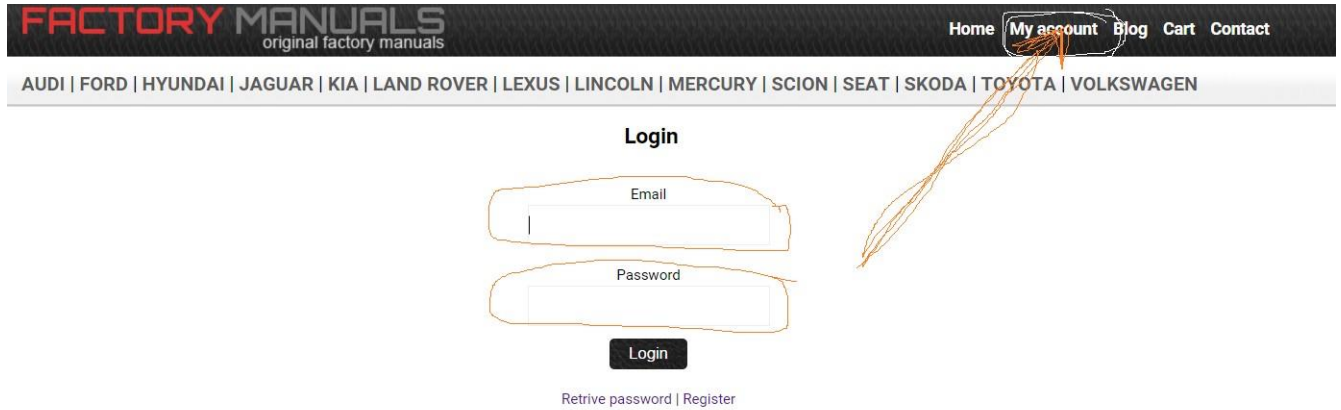 FACTORY MANUALS
original factory manuals
Home My account Blog Cart Contact
AUDI | FORD | HYUNDAI | JAGUAR | KIA | LAND ROVER | LEXUS | LINCOLN | MERCURY | SCION | SEAT | SKODA | TOYOTA | VOLKSWAGEN
Login
Email
Password
Login
Retrive password | Register